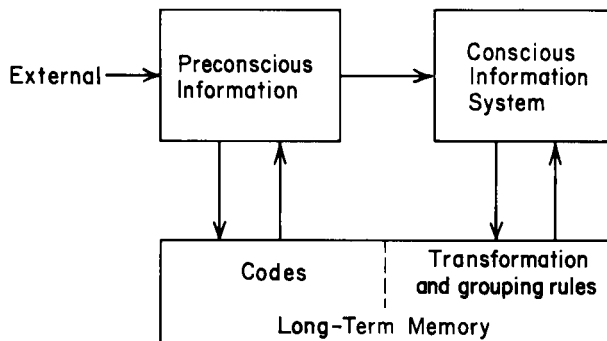 External
Preconscious
Information
Conscious
Information
System
Codes
Transformation
and grouping rules
Long-Term Memory